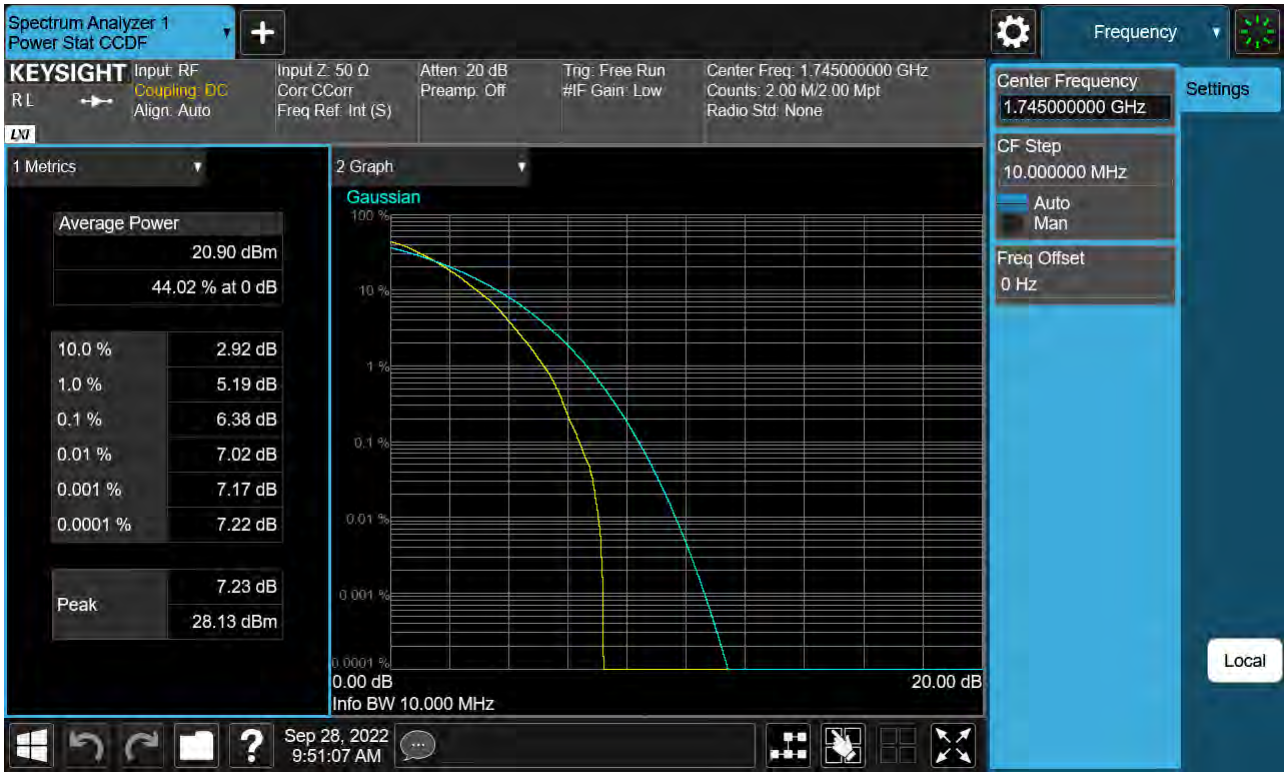 Spectrum Analyzer 1
Power Stat CCDF
Frequency
KEYSIGHT
RL
LXI
Input: RF
Coupling: DC
Align: Auto
Input Z: 50 Ω
Corr CCorr
Freq Ref: Int (S)
Atten: 20 dB
Preamp: Off
Trig: Free Run
#IF Gain: Low
Center Freq: 1.745000000 GHz
Counts: 2.00 M/2.00 Mpt
Radio Std: None
Center Frequency
1.745000000 GHz
Settings
CF Step
10.000000 MHz
Auto
Man
Freq Offset
0 Hz
Local
1 Metrics
Average Power
20.90 dBm
44.02 % at 0 dB
10.0 % 2.92 dB
1.0 % 5.19 dB
0.1 % 6.38 dB
0.01 % 7.02 dB
0.001 % 7.17 dB
0.0001 % 7.22 dB
Peak 7.23 dB
28.13 dBm
2 Graph
Gaussian
100 %
10 %
1 %
0.1 %
0.01 %
0.001 %
0.0001 %
0.00 dB 20.00 dB
Info BW 10.000 MHz
?
Sep 28, 2022
9:51:07 AM